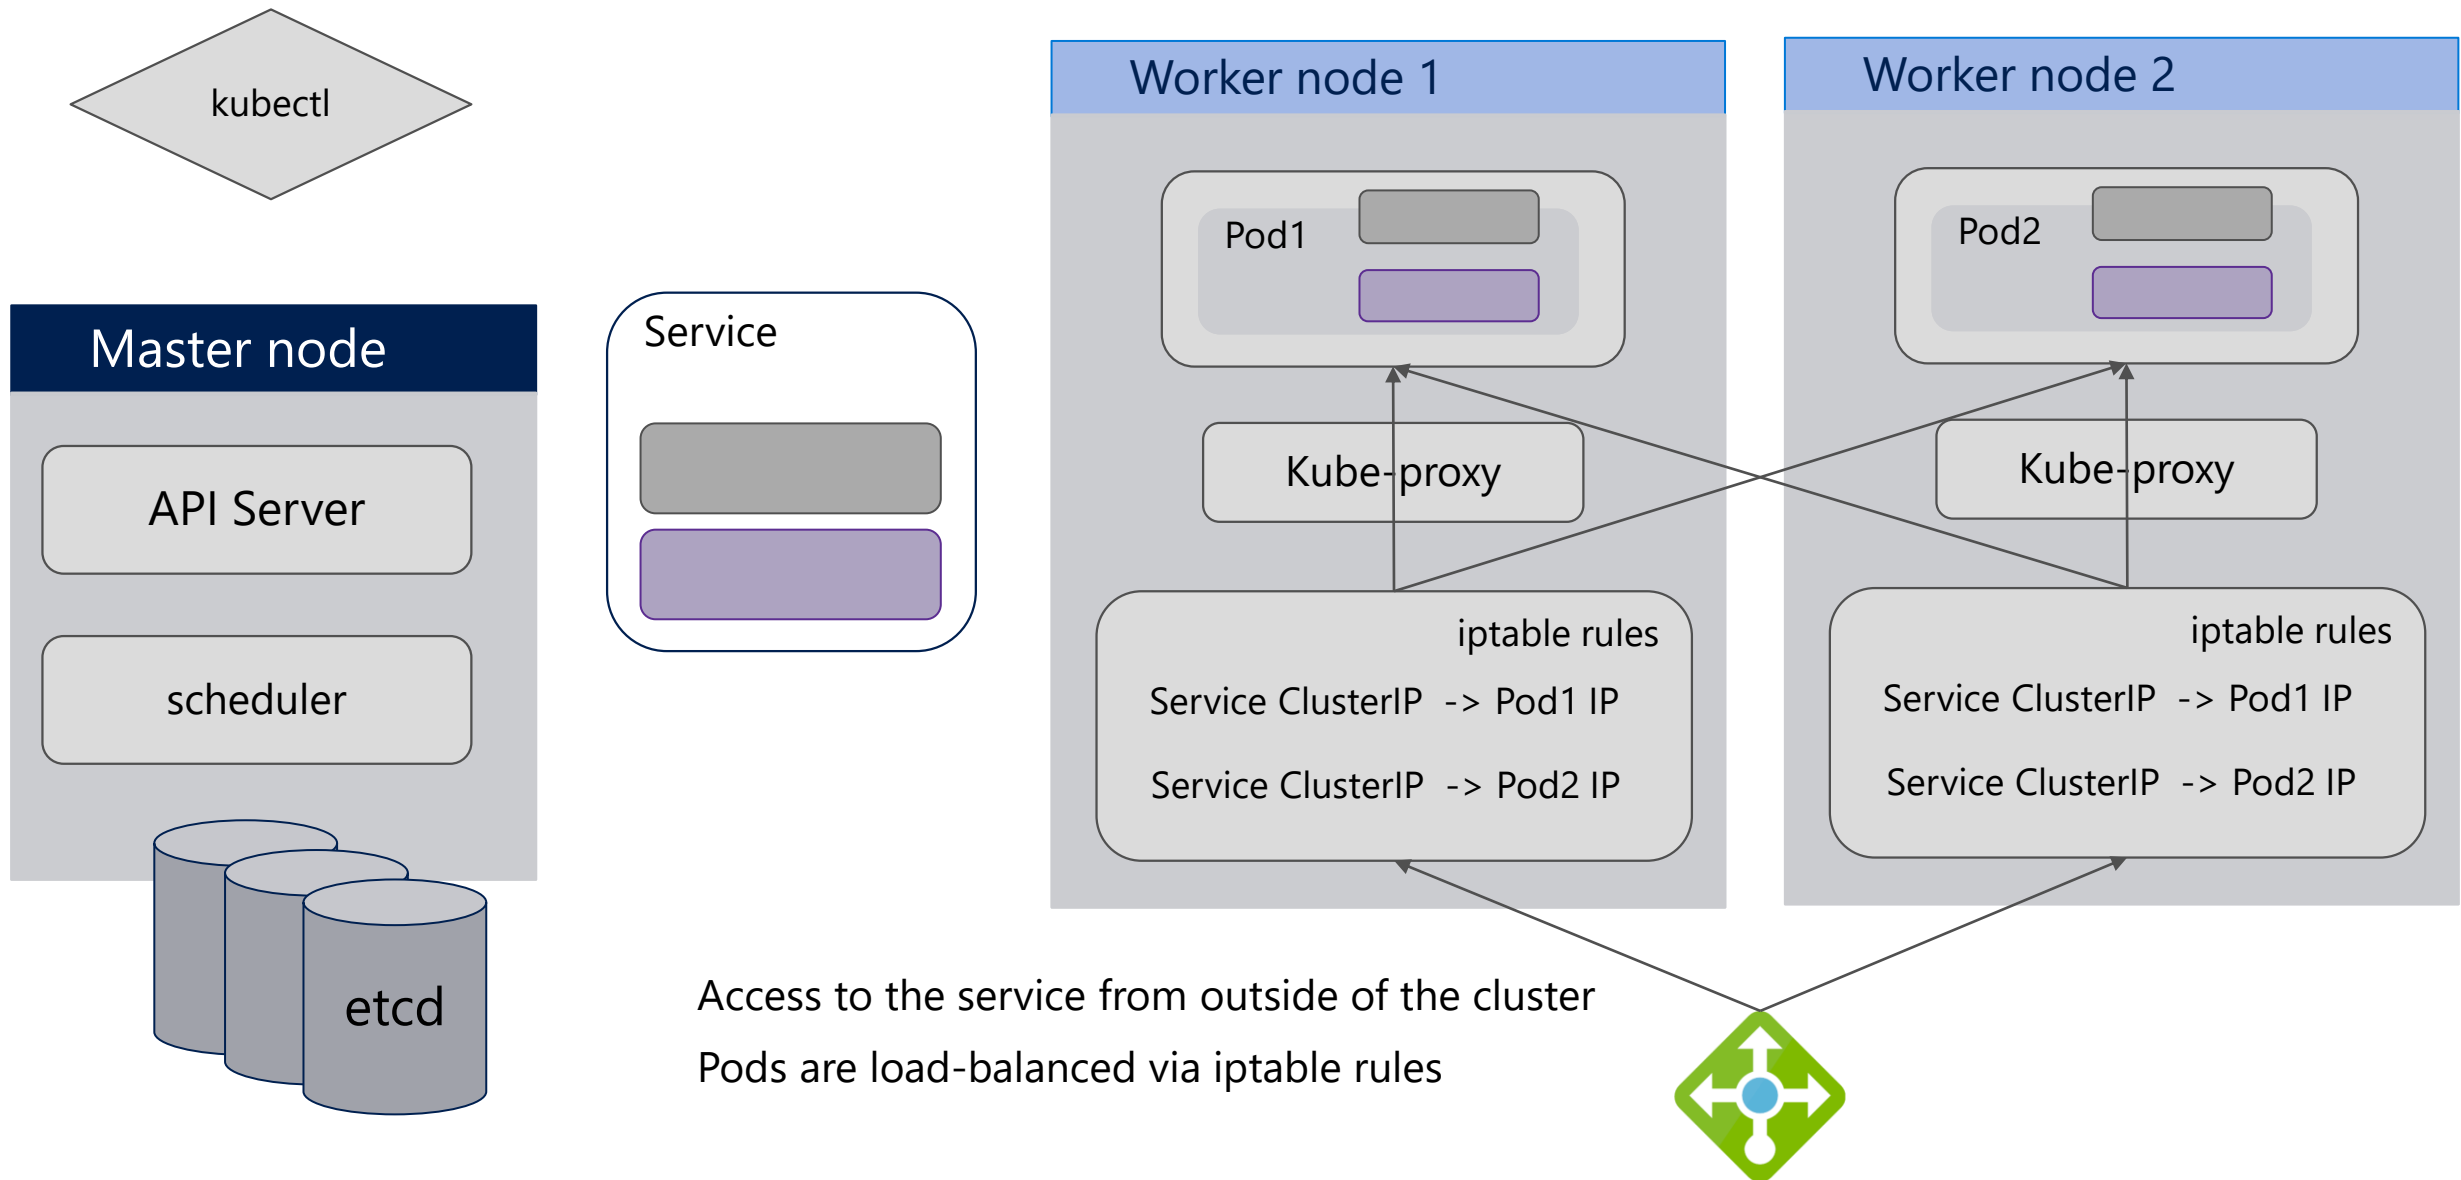 kubectl
Master node
API Server
scheduler
etcd
Service
Worker node 1
Pod1
Kube-proxy
iptable rules
Service ClusterIP -> Pod1 IP
Service ClusterIP -> Pod2 IP
Worker node 2
Pod2
Kube-proxy
iptable rules
Service ClusterIP -> Pod1 IP
Service ClusterIP -> Pod2 IP
Access to the service from outside of the cluster
Pods are load-balanced via iptable rules